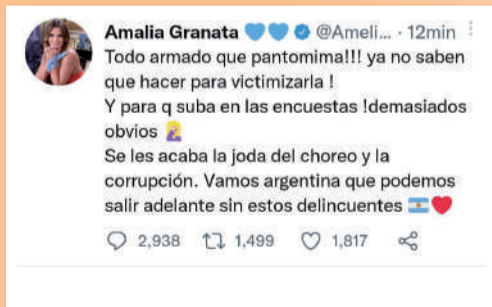 Amalia Granata 💙💙 @Ameli... · 12min
Todo armado que pantomima!!! ya no saben
que hacer para victimizarla !
Y para q suba en las encuestas !demasiados
obvios 🤦🏼‍♀️
Se les acaba la joda del choreo y la
corrupción. Vamos argentina que podemos
salir adelante sin estos delincuentes 🇦🇷❤️
2,938 1,499 1,817